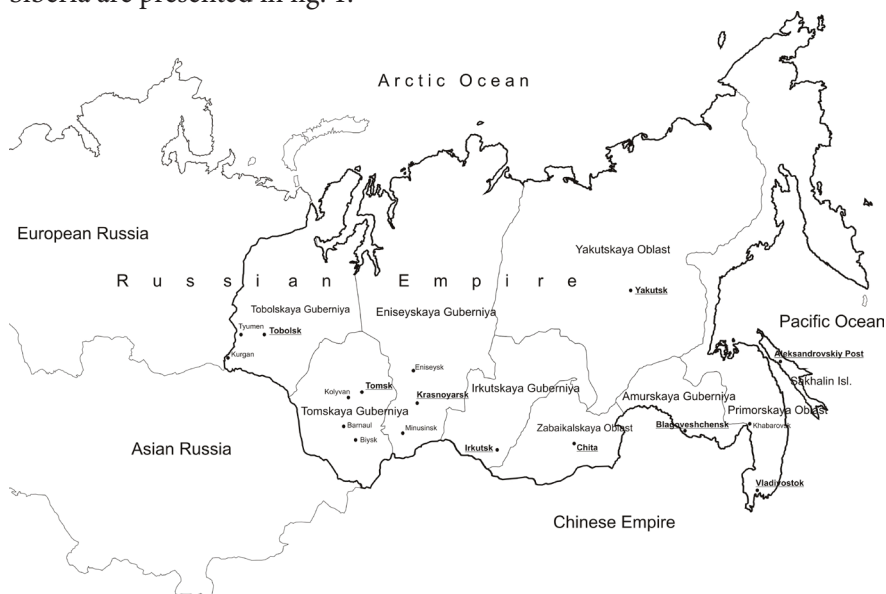 Siberia are presented in fig. 1.
Arctic Ocean
European Russia
Yakutskaya Oblast
Russian Empire
Yakutsk
Tobolskaya Guberniya
Eniseyskaya Guberniya
Pacific Ocean
Tyumen
Tobolsk
Kurgan
Aleksandrovskiy Post
Eniseysk
Sakhalin Isl.
Tomsk
Irkutskaya Guberniya
Kolyvan
Krasnoyarsk
Amurskaya Guberniya
Tomskaya Guberniya
Primorskaya Oblast
Barnaul
Minusinsk
Zabaikalskaya Oblast
Blagoveshchensk
Khabarovsk
Biysk
Asian Russia
Irkutsk
Chita
Vladivostok
Chinese Empire